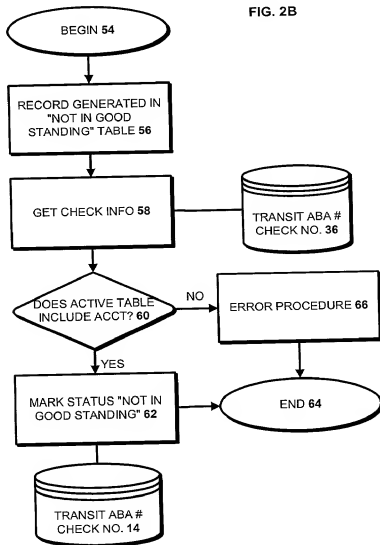 FIG. 2B
BEGIN 54
RECORD GENERATED IN
"NOT IN GOOD
STANDING" TABLE 56
GET CHECK INFO 58
TRANSIT ABA #
CHECK NO. 36
DOES ACTIVE TABLE
INCLUDE ACCT? 60
NO
ERROR PROCEDURE 66
YES
MARK STATUS "NOT IN
GOOD STANDING" 62
END 64
TRANSIT ABA #
CHECK NO. 14